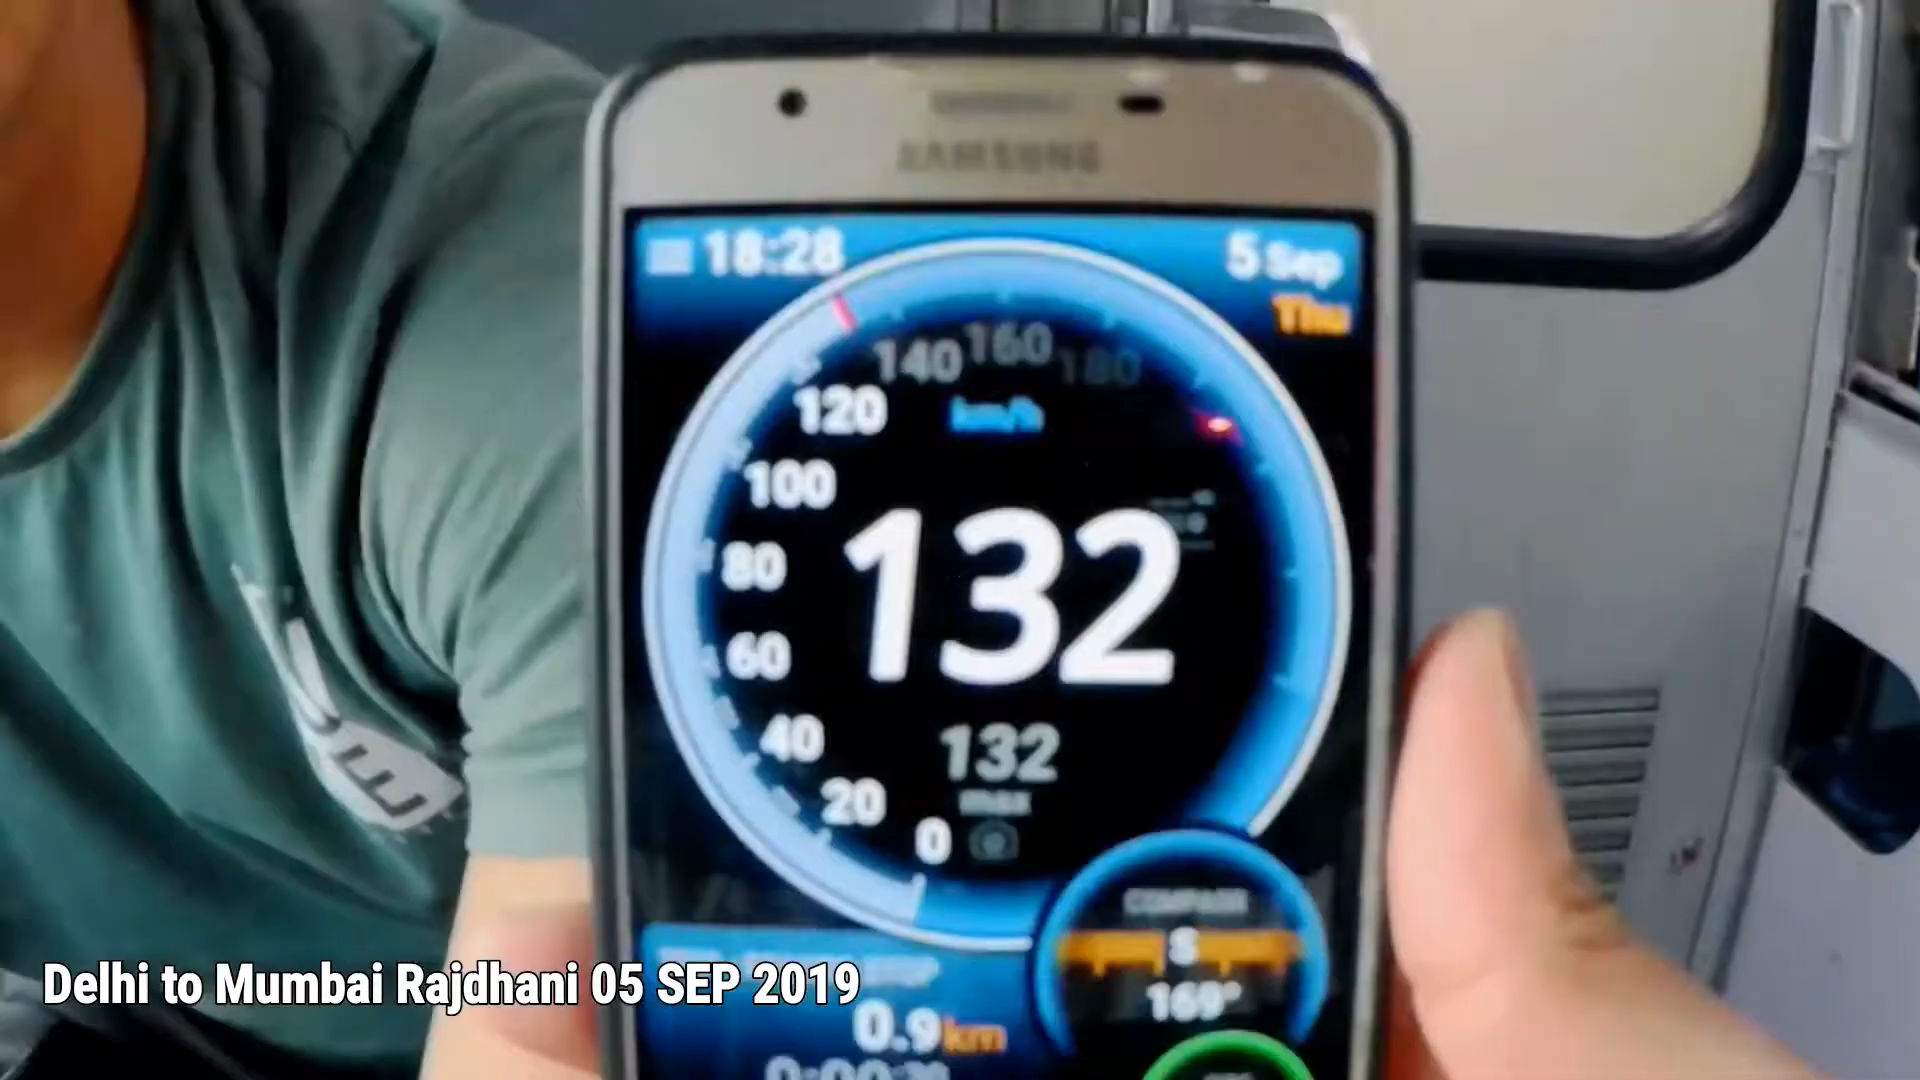 SAMSUNG
18:28
5 Sep
Thu
140 160 180
120
km/h
100
132
80
60
40
132
max
20
0
COMPASS
S
169°
0.9km
Delhi to Mumbai Rajdhani 05 SEP 2019